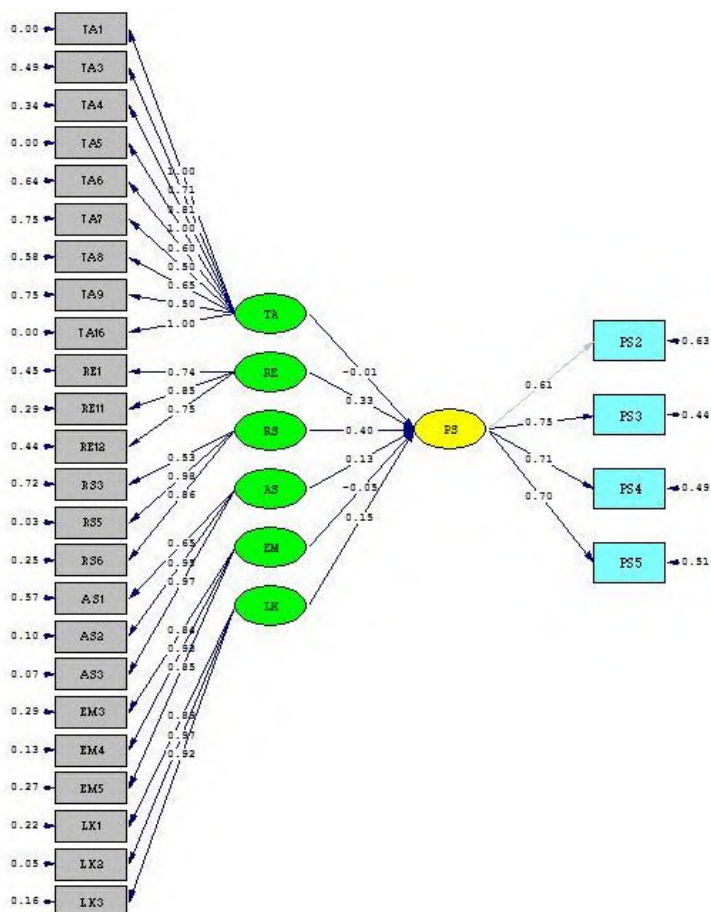 0.00 TA1
0.49 TA3
0.34 TA4
0.00 TA5
0.64 TA6
0.75 TA7
0.58 TA8
0.75 TA9
0.00 TA16
0.45 RE1
0.29 RE11
0.44 RE12
0.72 RS3
0.03 RS5
0.25 RS6
0.57 AS1
0.10 AS2
0.07 AS3
0.29 EM3
0.13 EM4
0.27 EM5
0.22 LK1
0.05 LK2
0.16 LK3
1.00
0.71
0.81
1.00
0.60
0.50
0.65
0.50
1.00
0.74
0.85
0.75
0.53
0.98
0.86
0.65
0.97
0.84
0.93
0.85
0.97
0.92
TA
RE
RS
AS
EM
LK
-0.01
0.33
0.40
0.13
-0.05
0.15
PS
0.61
0.75
0.71
0.70
PS2 0.63
PS3 0.44
PS4 0.49
PS5 0.51